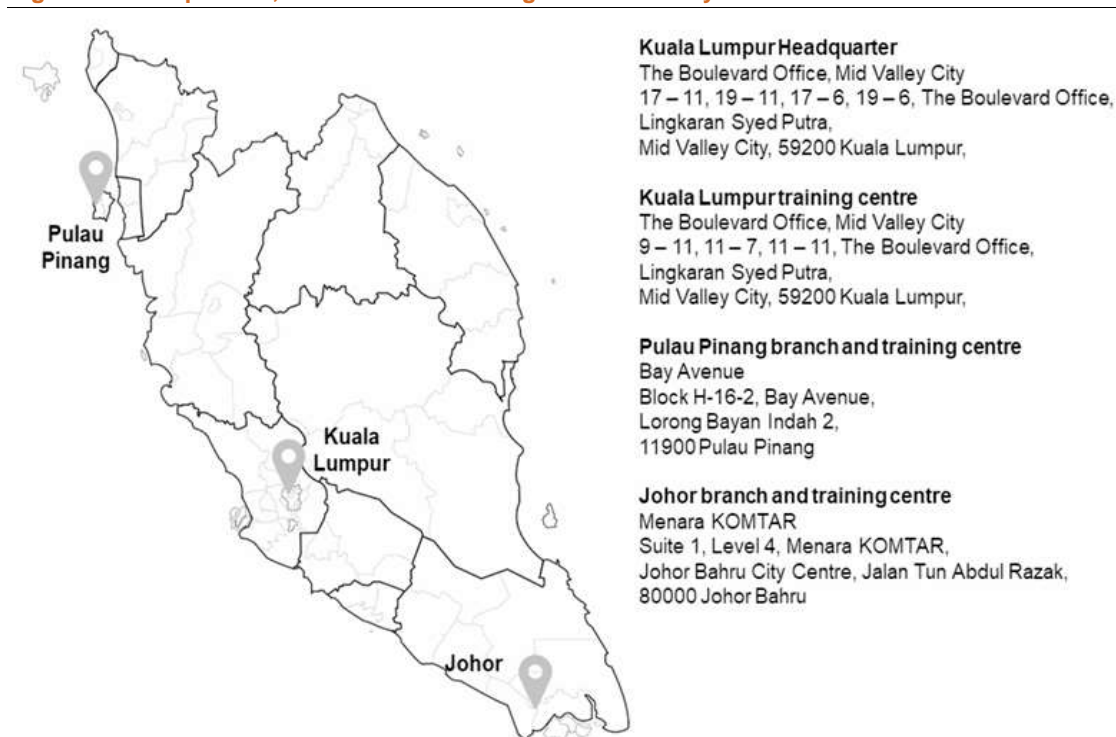 Pulau
Pinang
Kuala
Lumpur
Johor
Kuala Lumpur Headquarter
The Boulevard Office, Mid Valley City
17 – 11, 19 – 11, 17 – 6, 19 – 6, The Boulevard Office,
Lingkaran Syed Putra,
Mid Valley City, 59200 Kuala Lumpur,
Kuala Lumpur training centre
The Boulevard Office, Mid Valley City
9 – 11, 11 – 7, 11 – 11, The Boulevard Office,
Lingkaran Syed Putra,
Mid Valley City, 59200 Kuala Lumpur,
Pulau Pinang branch and training centre
Bay Avenue
Block H-16-2, Bay Avenue,
Lorong Bayan Indah 2,
11900 Pulau Pinang
Johor branch and training centre
Menara KOMTAR
Suite 1, Level 4, Menara KOMTAR,
Johor Bahru City Centre, Jalan Tun Abdul Razak,
80000 Johor Bahru